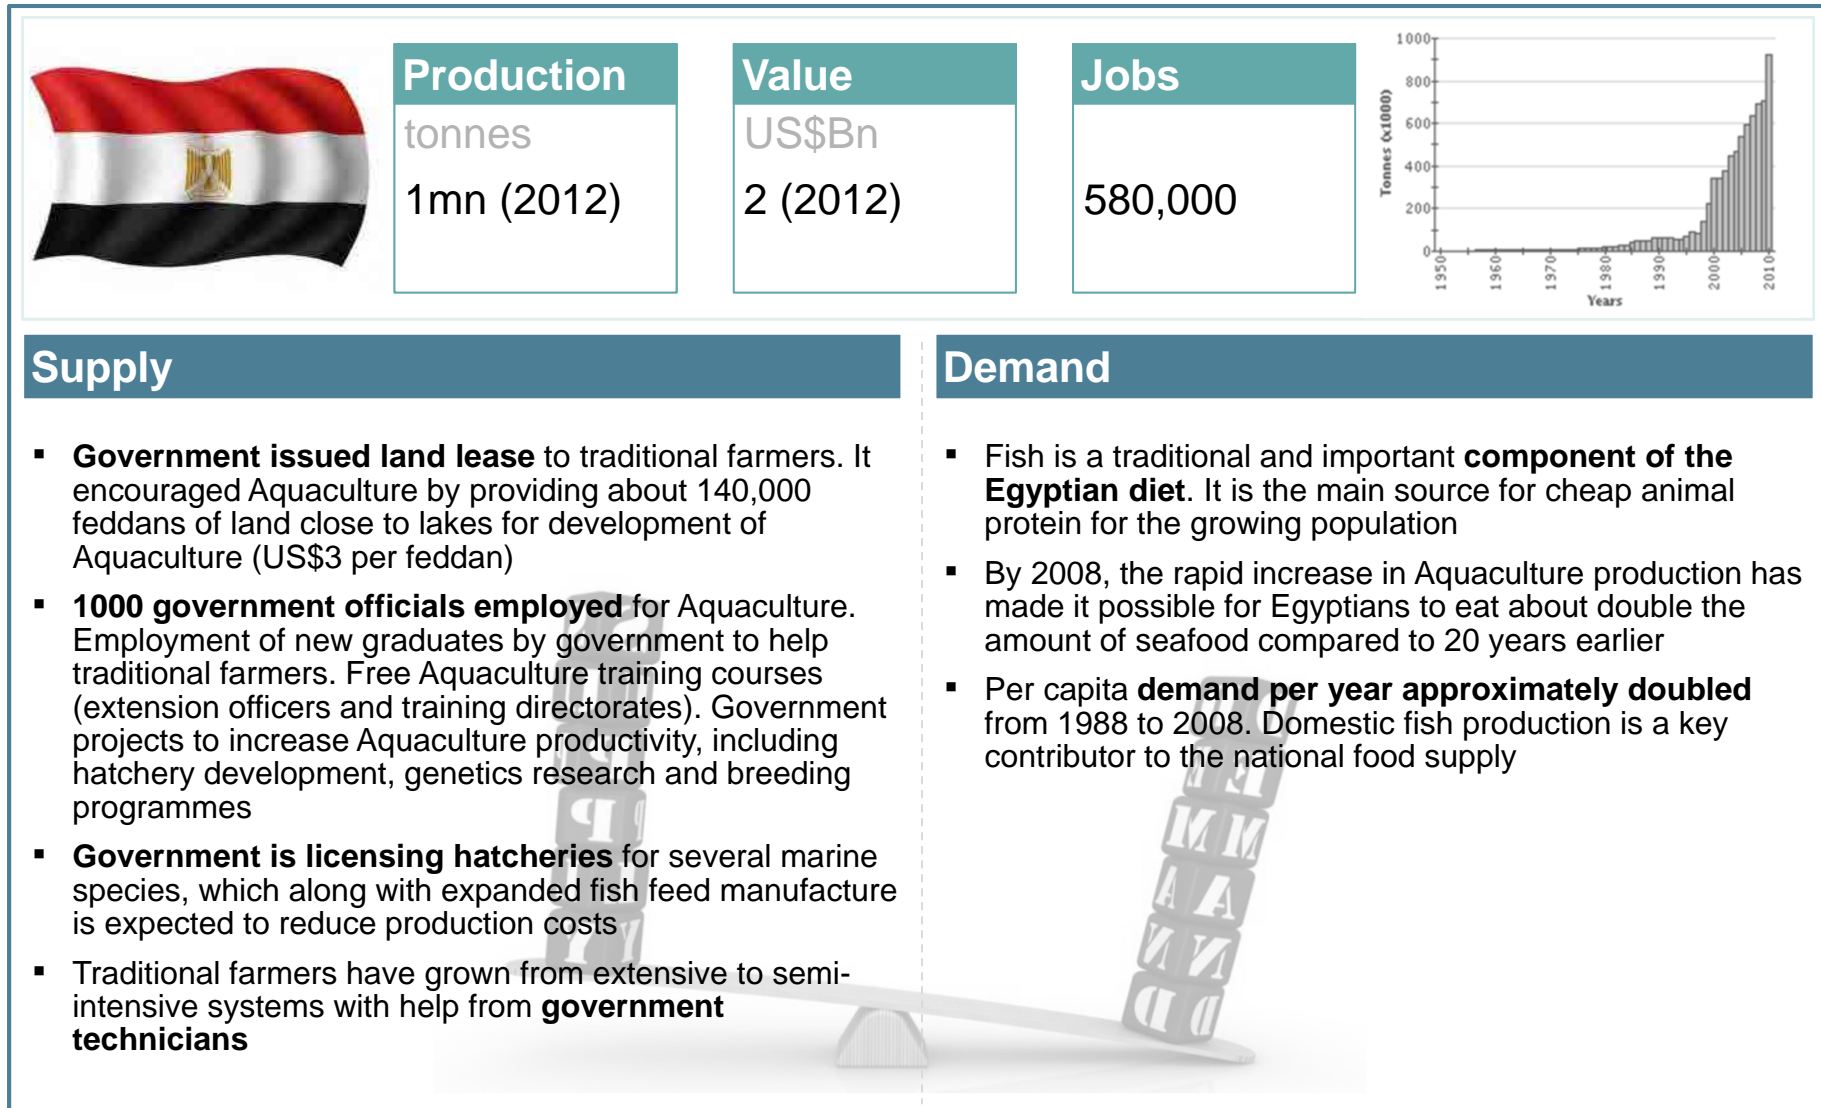 Production
tonnes
1mn (2012)
Value
US$Bn
2 (2012)
Jobs
580,000
Tonnes (x1000)
1000
800
600
400
200
0
1950
1960
1970
1980
1990
2000
2010
Years
Supply
▪ Government issued land lease to traditional farmers. It
encouraged Aquaculture by providing about 140,000
feddans of land close to lakes for development of
Aquaculture (US$3 per feddan)
▪ 1000 government officials employed for Aquaculture.
Employment of new graduates by government to help
traditional farmers. Free Aquaculture training courses
(extension officers and training directorates). Government
projects to increase Aquaculture productivity, including
hatchery development, genetics research and breeding
programmes
▪ Government is licensing hatcheries for several marine
species, which along with expanded fish feed manufacture
is expected to reduce production costs
▪ Traditional farmers have grown from extensive to semi-
intensive systems with help from government
technicians
Demand
▪ Fish is a traditional and important component of the
Egyptian diet. It is the main source for cheap animal
protein for the growing population
▪ By 2008, the rapid increase in Aquaculture production has
made it possible for Egyptians to eat about double the
amount of seafood compared to 20 years earlier
▪ Per capita demand per year approximately doubled
from 1988 to 2008. Domestic fish production is a key
contributor to the national food supply